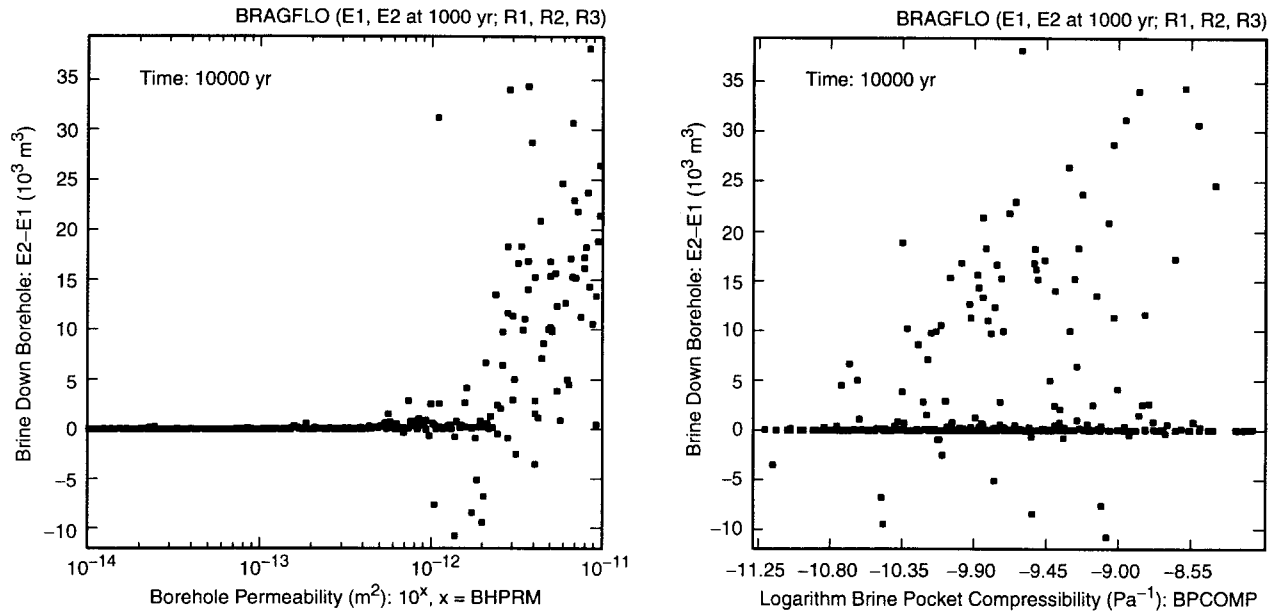 BRAGFLO (E1, E2 at 1000 yr; R1, R2, R3)
Time: 10000 yr
Brine Down Borehole: E2–E1 (10³ m³)
35
30
25
20
15
10
5
0
−5
−10
10⁻¹⁴
10⁻¹³
10⁻¹²
10⁻¹¹
Borehole Permeability (m²): 10ˣ, x = BHPRM
BRAGFLO (E1, E2 at 1000 yr; R1, R2, R3)
Time: 10000 yr
Brine Down Borehole: E2–E1 (10³ m³)
35
30
25
20
15
10
5
0
−5
−10
−11.25 −10.80 −10.35 −9.90 −9.45 −9.00 −8.55
Logarithm Brine Pocket Compressibility (Pa⁻¹): BPCOMP